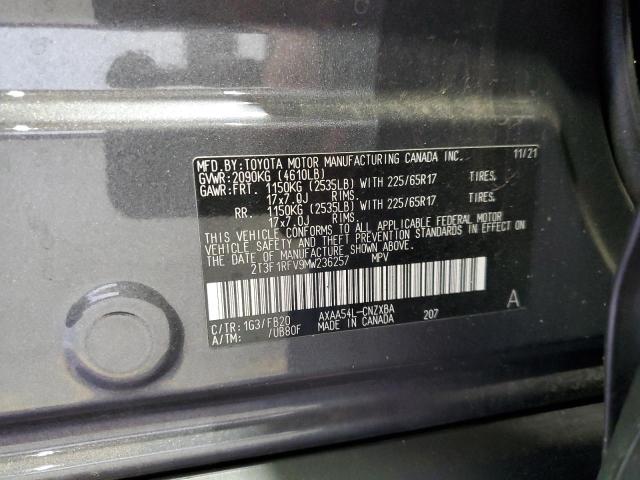 MFD.BY:TOYOTA MOTOR MANUFACTURING CANADA INC. 11/21
GVWR:2090KG (4610LB)
GAWR:FRT. 1150KG (2535LB) WITH 225/65R17 TIRES,
17x7.0J RIMS,
RR. 1150KG (2535LB) WITH 225/65R17 TIRES,
17x7.0J RIMS.
THIS VEHICLE CONFORMS TO ALL APPLICABLE FEDERAL MOTOR
VEHICLE SAFETY AND THEFT PREVENTION STANDARDS IN EFFECT ON
THE DATE OF MANUFACTURE SHOWN ABOVE.
2T3F1RFV9MW236257 MPV
A
C/TR:1G3/FB20 AXAA54L-CNZXBA 207
A/TM: /UB80F MADE IN CANADA